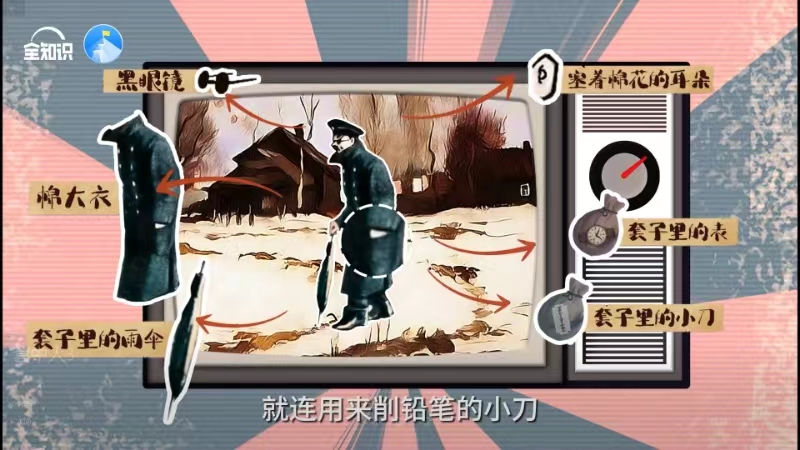 全知识
黑眼镜
塞着棉花的耳朵
棉大衣
套子里的表
套子里的小刀
套子里的雨伞
就连用来削铅笔的小刀